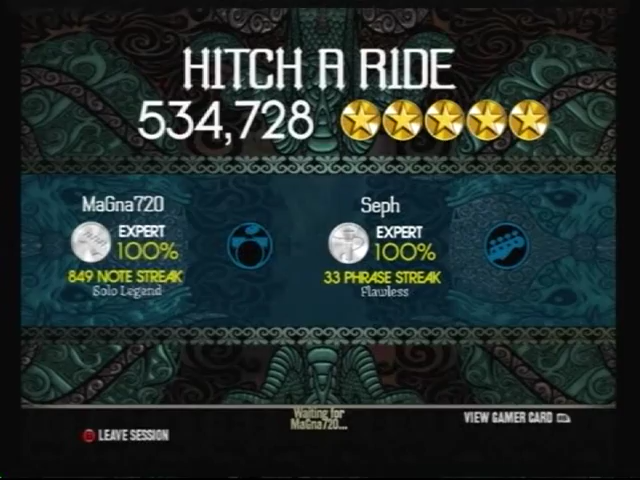 HITCH A RIDE
534,728
MaGna720
EXPERT
100%
849 NOTE STREAK
Solo Legend
Seph
EXPERT
100%
33 PHRASE STREAK
Flawless
Waiting for
MaGna720...
LEAVE SESSION
VIEW GAMER CARD